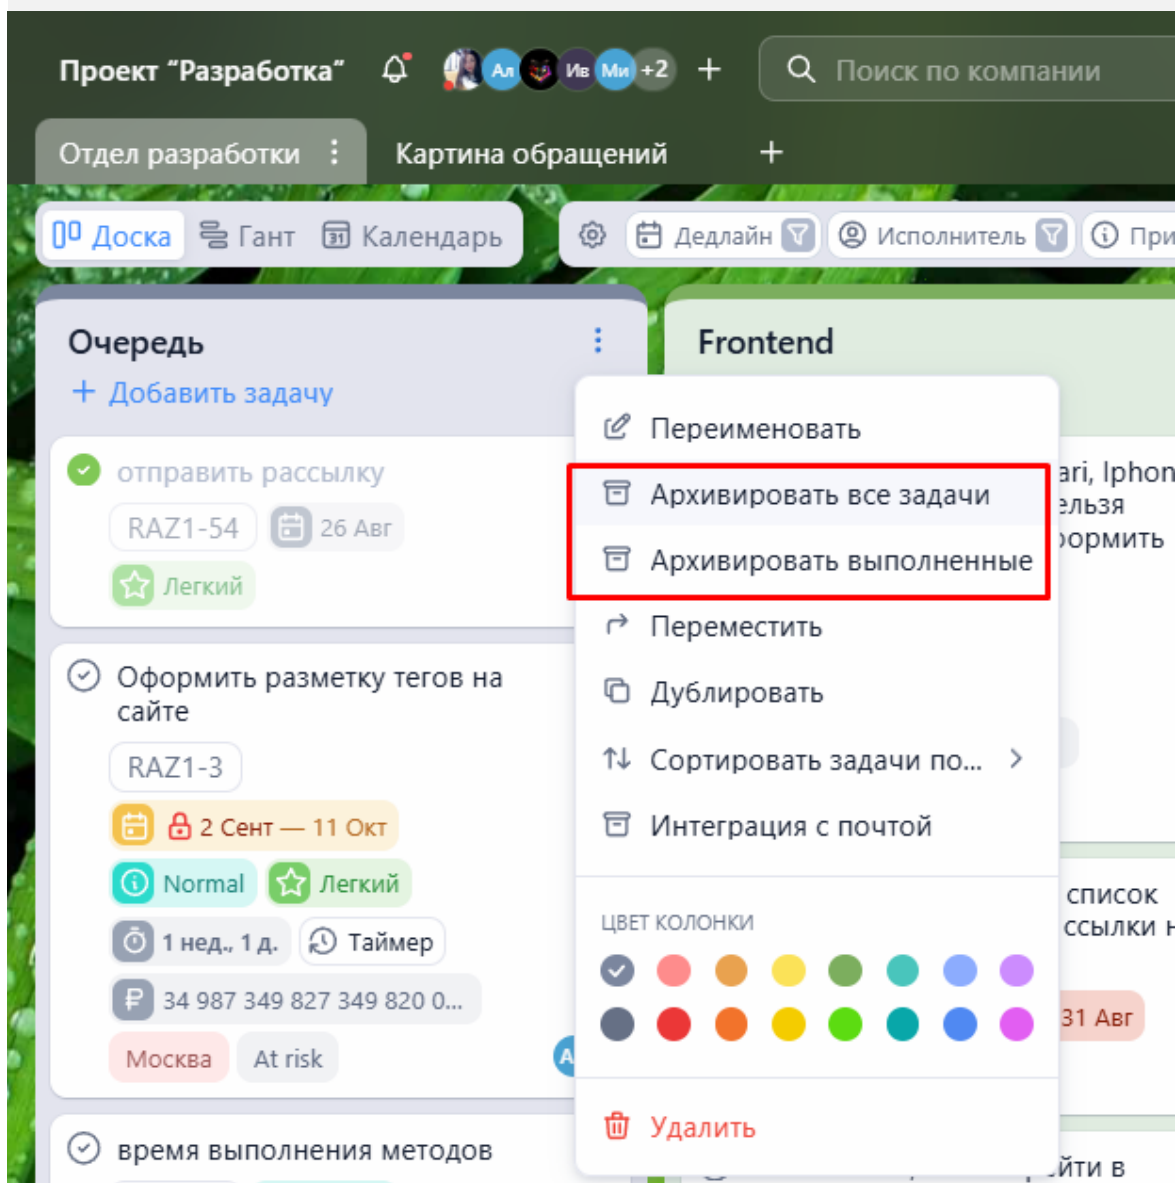 Проект “Разработка”
Ал
Ив
Ми
+2
Поиск по компании
Отдел разработки
Картина обращений
Доска
Гант
31
Календарь
Дедлайн
Исполнитель
При
Очередь
Frontend
Добавить задачу
отправить рассылку
RAZ1-54
26 Авг
Легкий
Оформить разметку тегов на
сайте
RAZ1-3
2 Сент — 11 Окт
Normal
Легкий
1 нед., 1 д.
Таймер
34 987 349 827 349 820 0...
Москва
At risk
А
время выполнения методов
Переименовать
Архивировать все задачи
Архивировать выполненные
Переместить
Дублировать
Сортировать задачи по...
Интеграция с почтой
ЦВЕТ КОЛОНКИ
Удалить
ari, Iphon
ельзя
ормить
список
ссылки н
31 Авг
йти в